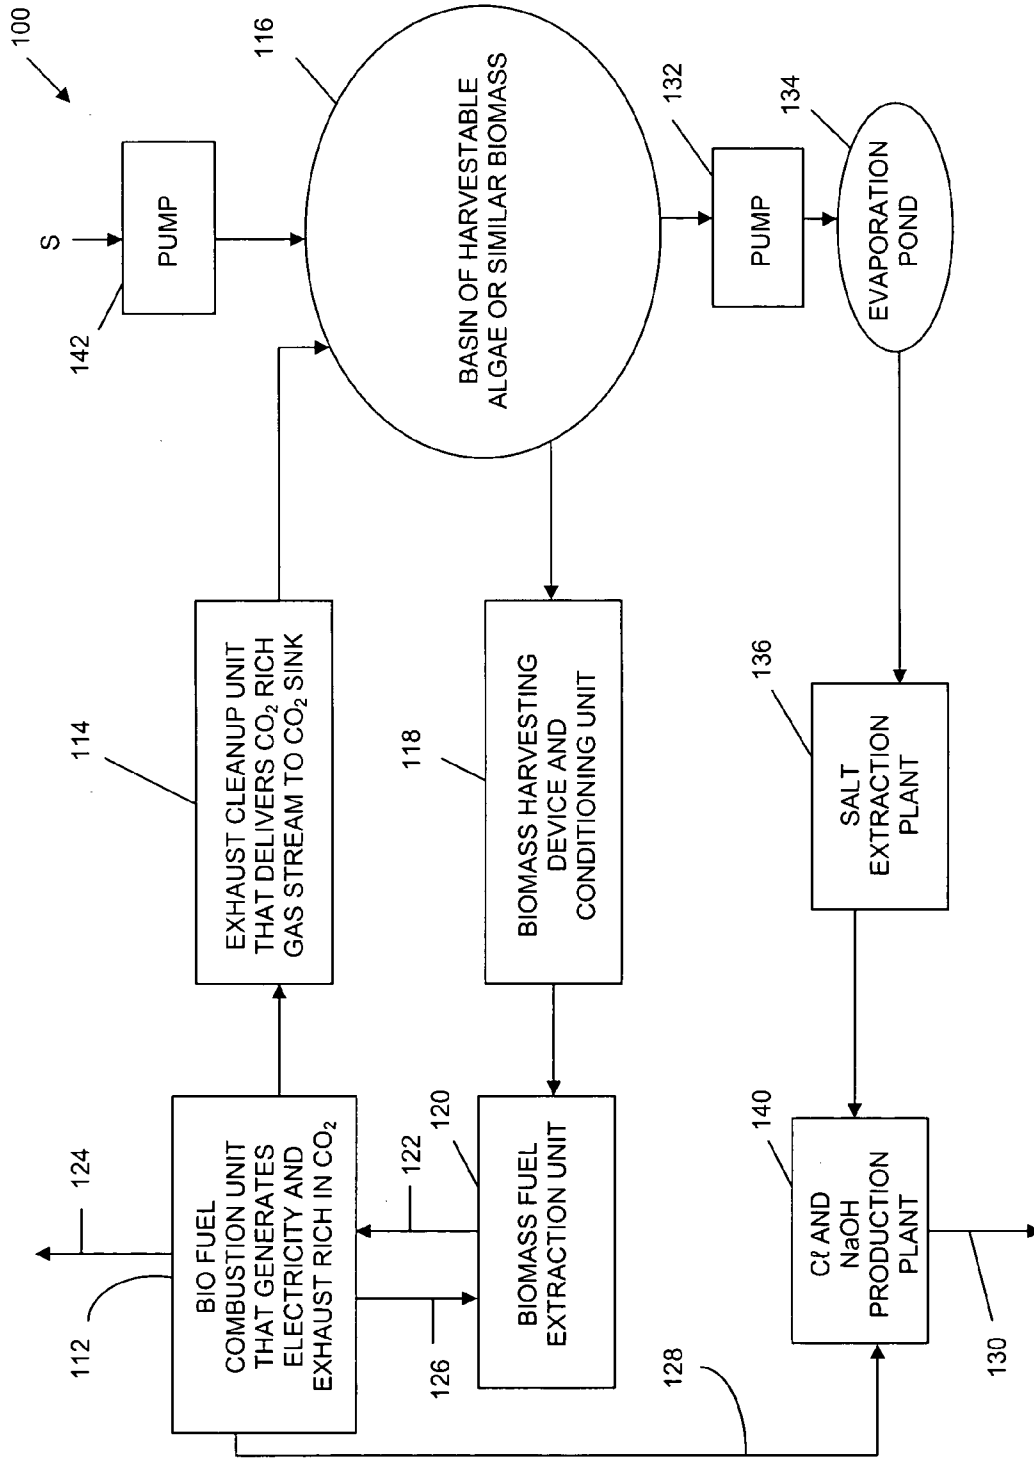 100
S
142
PUMP
116
BASIN OF HARVESTABLE
ALGAE OR SIMILAR BIOMASS
132
PUMP
134
EVAPORATION
POND
114
EXHAUST CLEANUP UNIT
THAT DELIVERS CO₂ RICH
GAS STREAM TO CO₂ SINK
118
BIOMASS HARVESTING
DEVICE AND
CONDITIONING UNIT
136
SALT
EXTRACTION
PLANT
124
112
BIO FUEL
COMBUSTION UNIT
THAT GENERATES
ELECTRICITY AND
EXHAUST RICH IN CO₂
122
126
120
BIOMASS FUEL
EXTRACTION UNIT
128
140
Cℓ AND
NaOH
PRODUCTION
PLANT
130